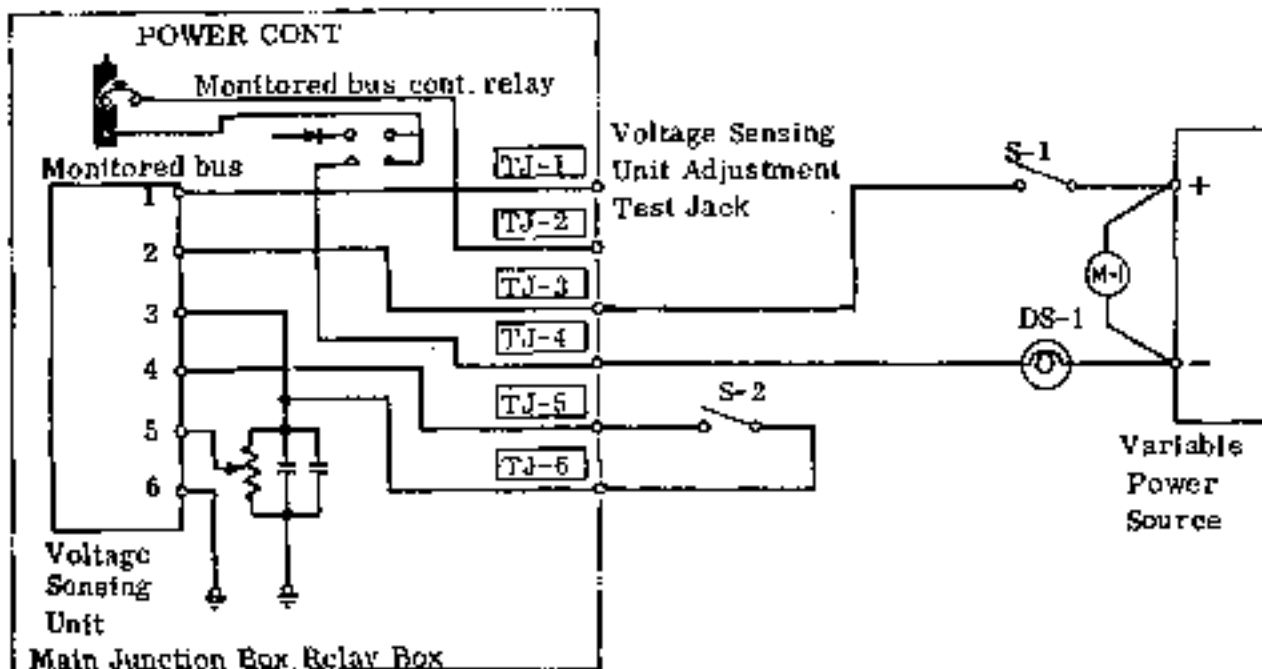 POWER CONT
Monitored bus cont. relay
Monitored bus
1
2
3
4
5
6
TJ-1
TJ-2
TJ-3
TJ-4
TJ-5
TJ-6
Voltage Sensing
Unit Adjustment
Test Jack
S-1
+
M-1
DS-1
−
S-2
Variable
Power
Source
Voltage
Sensing
Unit
Main Junction Box Relay Box